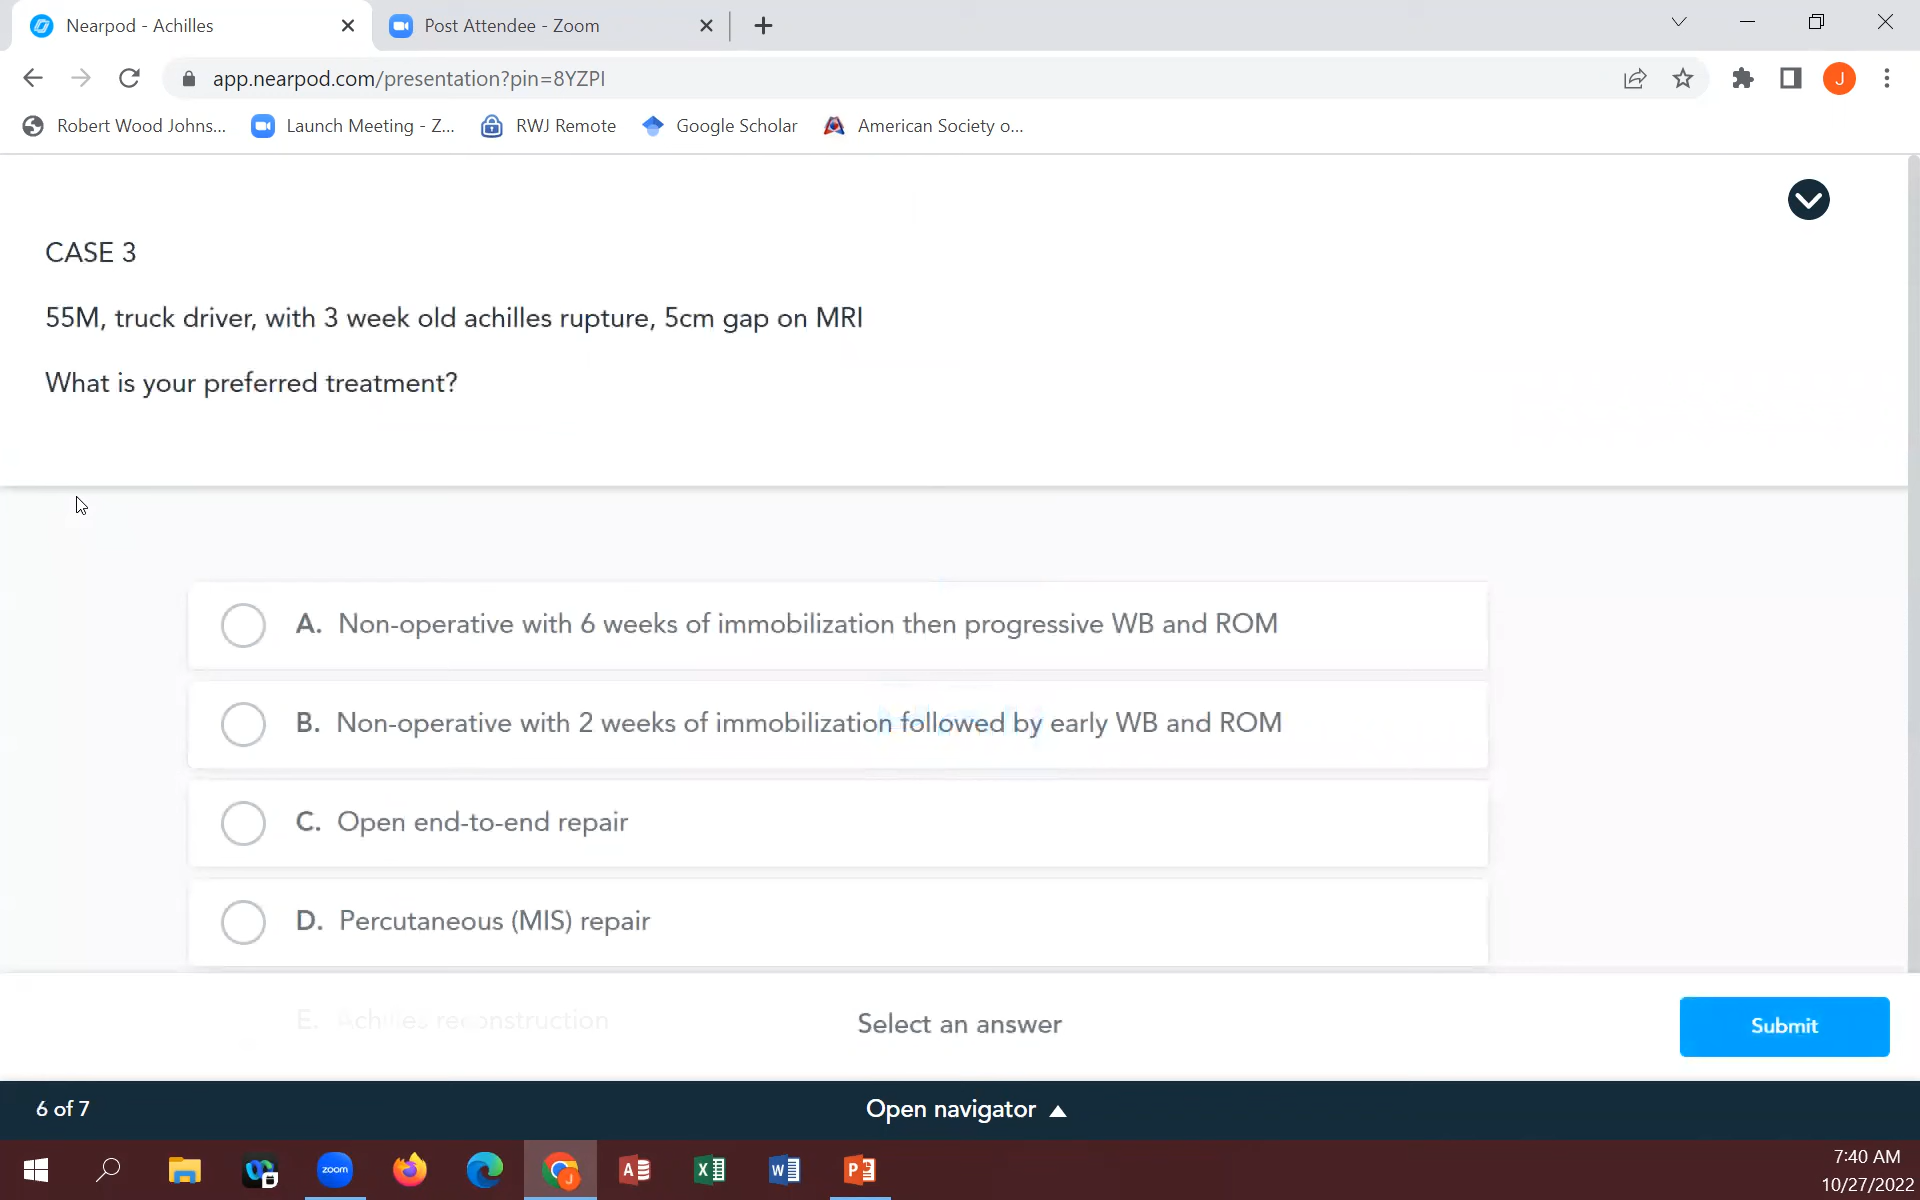 Nearpod - Achilles
Post Attendee - Zoom
app.nearpod.com/presentation?pin=8YZPI
J
Robert Wood Johns...
Launch Meeting - Z...
RWJ Remote
Google Scholar
American Society o...
CASE 3
55M, truck driver, with 3 week old achilles rupture, 5cm gap on MRI
What is your preferred treatment?
A. Non-operative with 6 weeks of immobilization then progressive WB and ROM
B. Non-operative with 2 weeks of immobilization followed by early WB and ROM
C. Open end-to-end repair
D. Percutaneous (MIS) repair
E. Achilles reconstruction
Select an answer
Submit
6 of 7
Open navigator
zoom
J
7:40 AM
10/27/2022